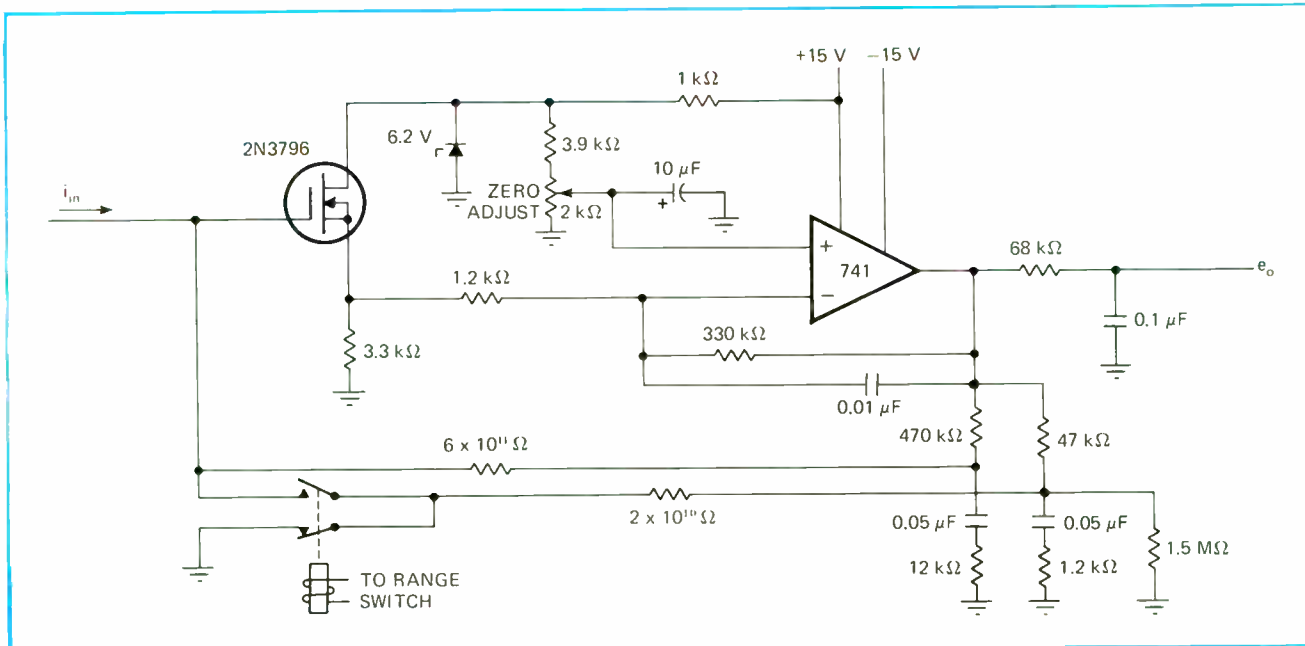 +15 V
−15 V
1 kΩ
6.2 V
3.9 kΩ
2N3796
10 μF
i_in
ZERO
ADJUST
2 kΩ
+
+
741
−
68 kΩ
e_o
1.2 kΩ
0.1 μF
3.3 kΩ
330 kΩ
0.01 μF
470 kΩ
47 kΩ
6 x 10¹¹ Ω
2 x 10¹⁰ Ω
0.05 μF
0.05 μF
1.5 MΩ
12 kΩ
1.2 kΩ
TO RANGE
SWITCH